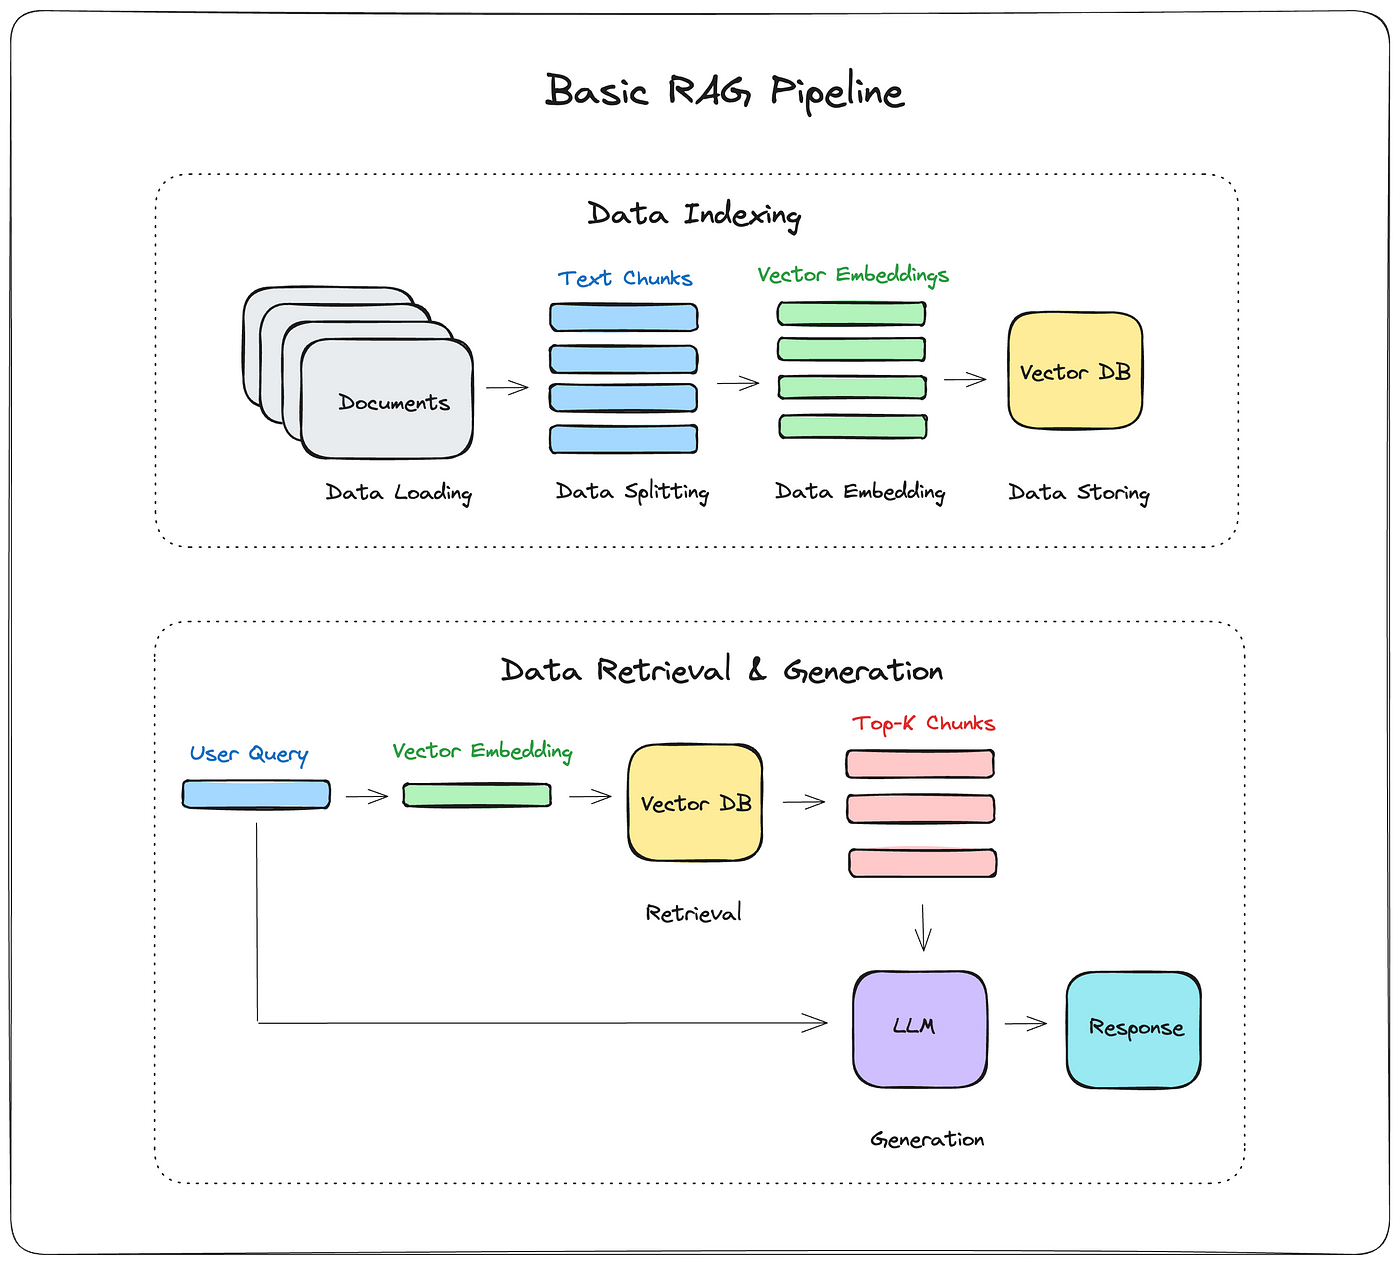 Basic RAG Pipeline
Data Indexing
Text Chunks
Vector Embeddings
Documents
Vector DB
Data Loading
Data Splitting
Data Embedding
Data Storing
Data Retrieval & Generation
User Query
Vector Embedding
Top-K Chunks
Vector DB
Retrieval
LLM
Response
Generation